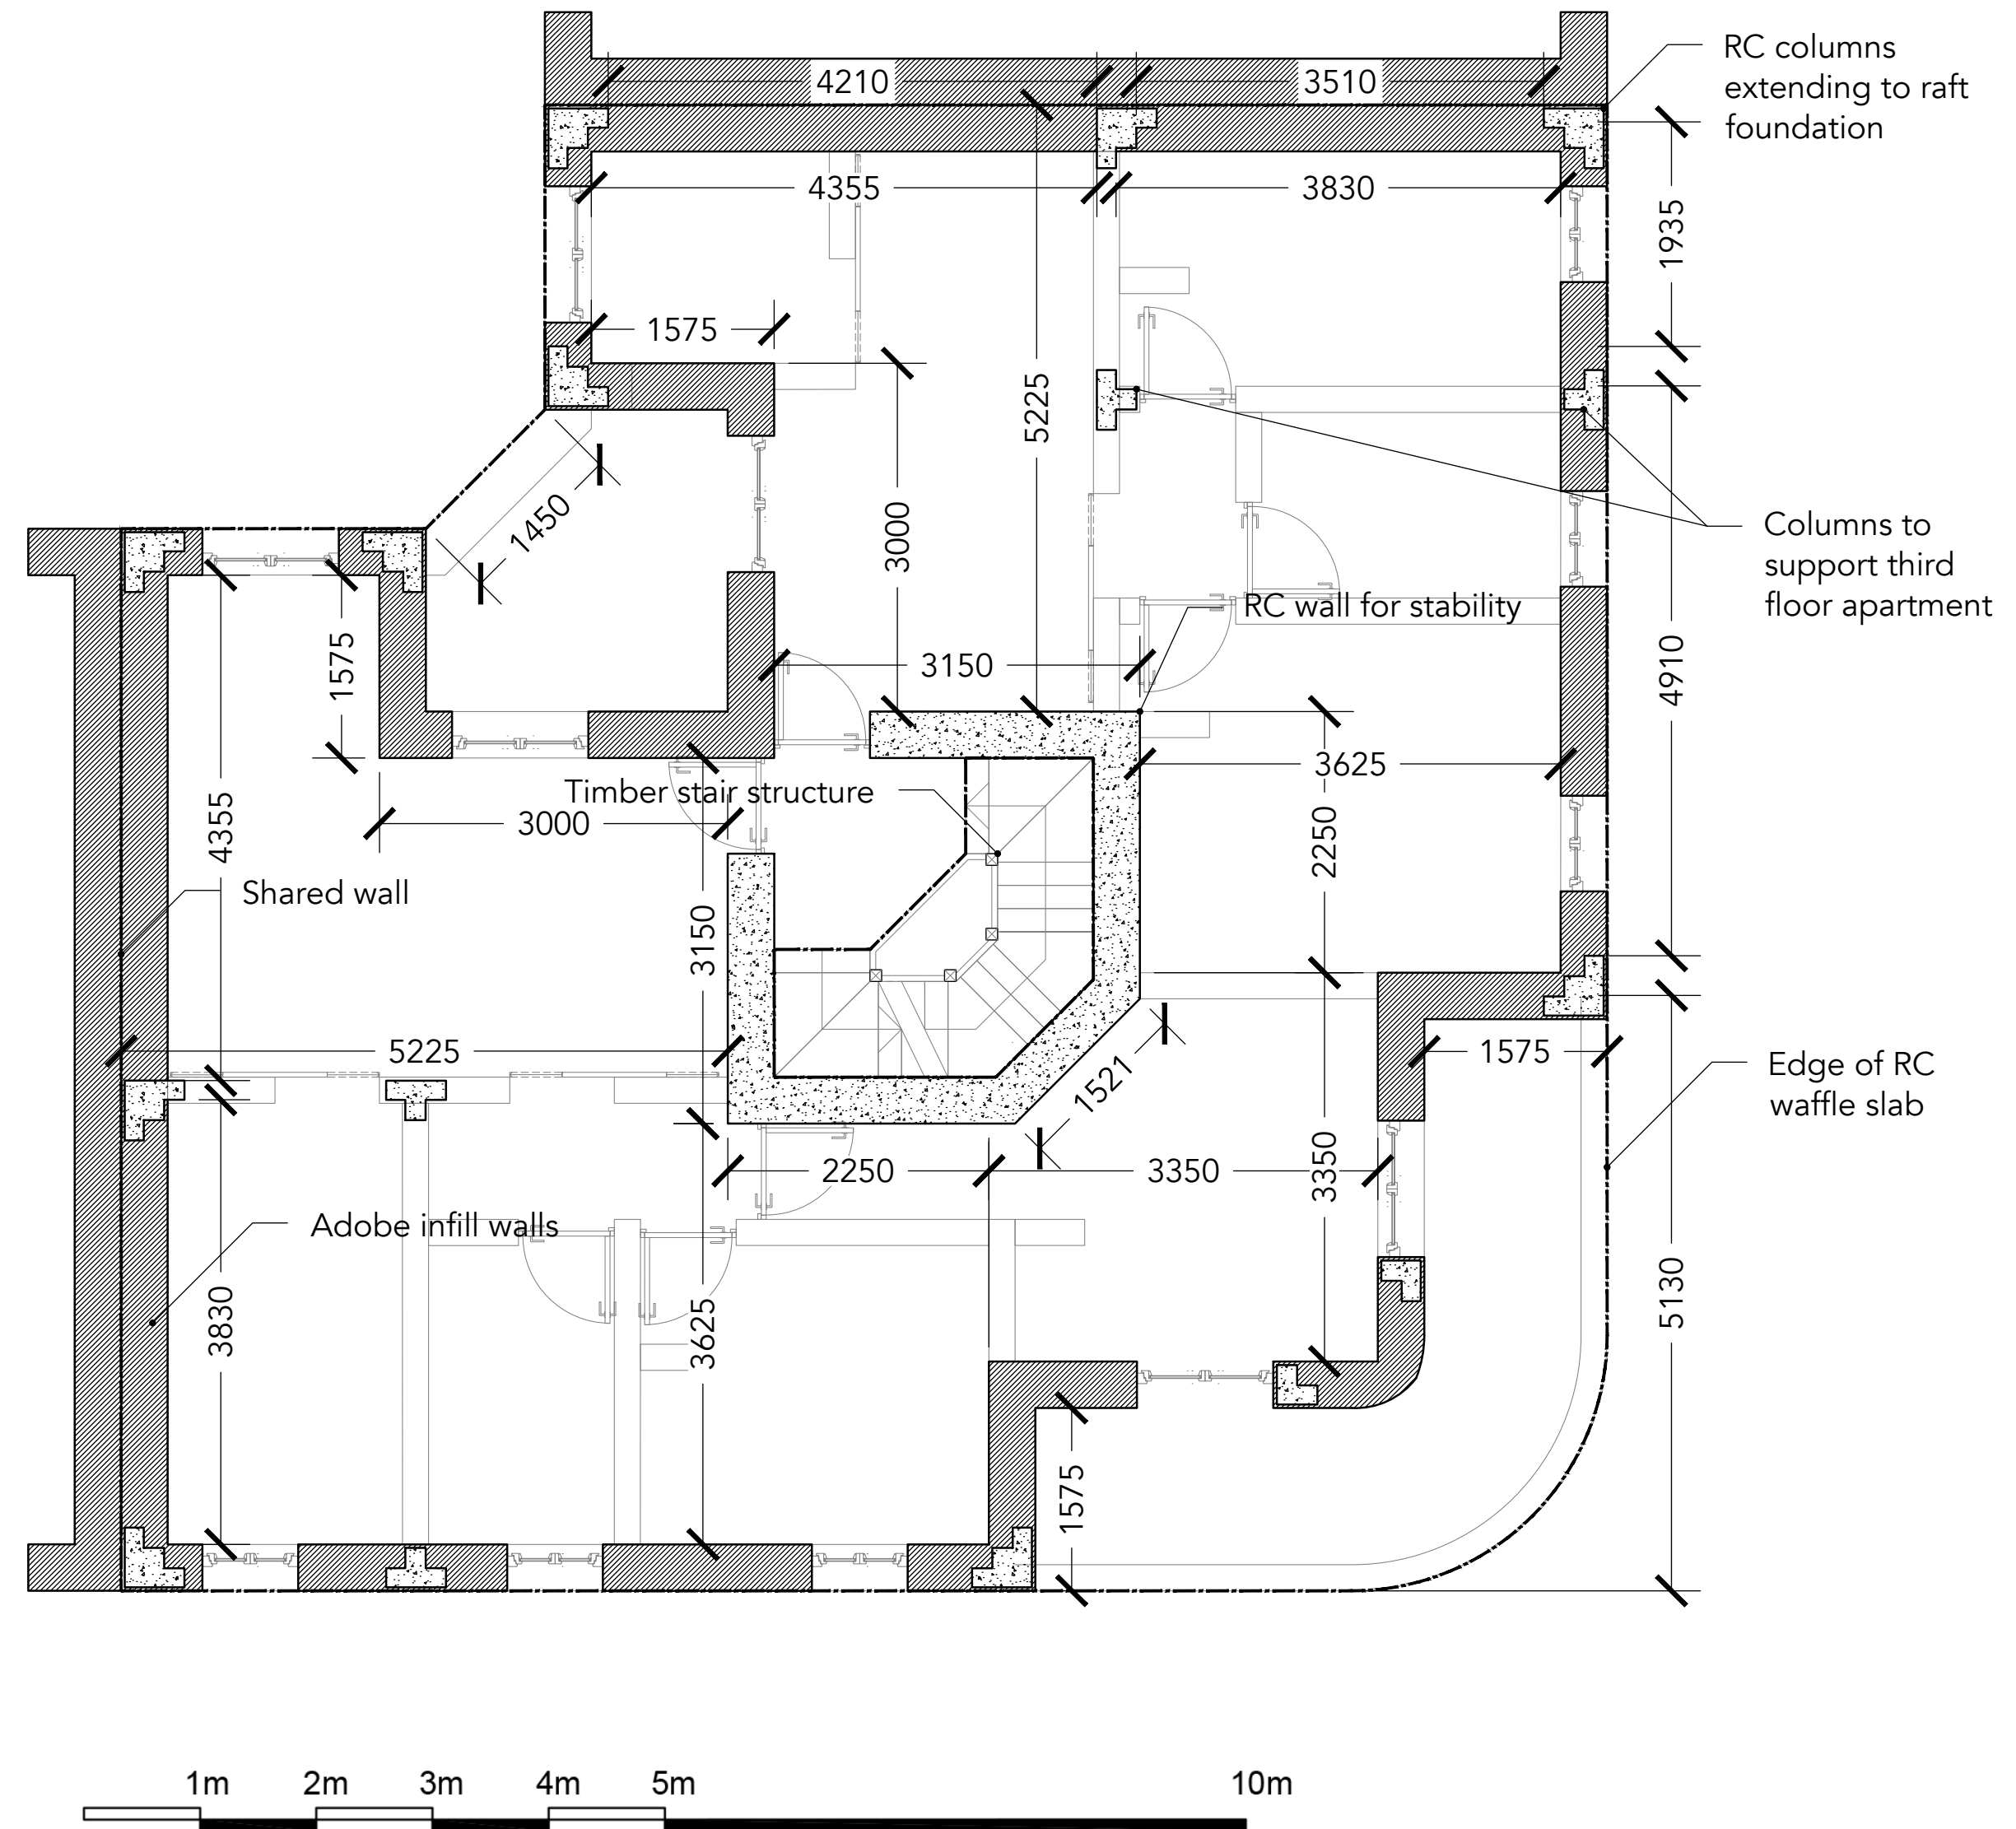 4210
3510
RC columns
extending to raft
foundation
4355
3830
1935
1575
5225
1450
3000
Columns to
support third
floor apartment
RC wall for stability
1575
3150
4910
3625
Timber stair structure
3000
4355
2250
Shared wall
3150
5225
1575
Edge of RC
waffle slab
1521
2250
3350
3350
Adobe infill walls
3830
3625
5130
1575
1m 2m 3m 4m 5m 10m